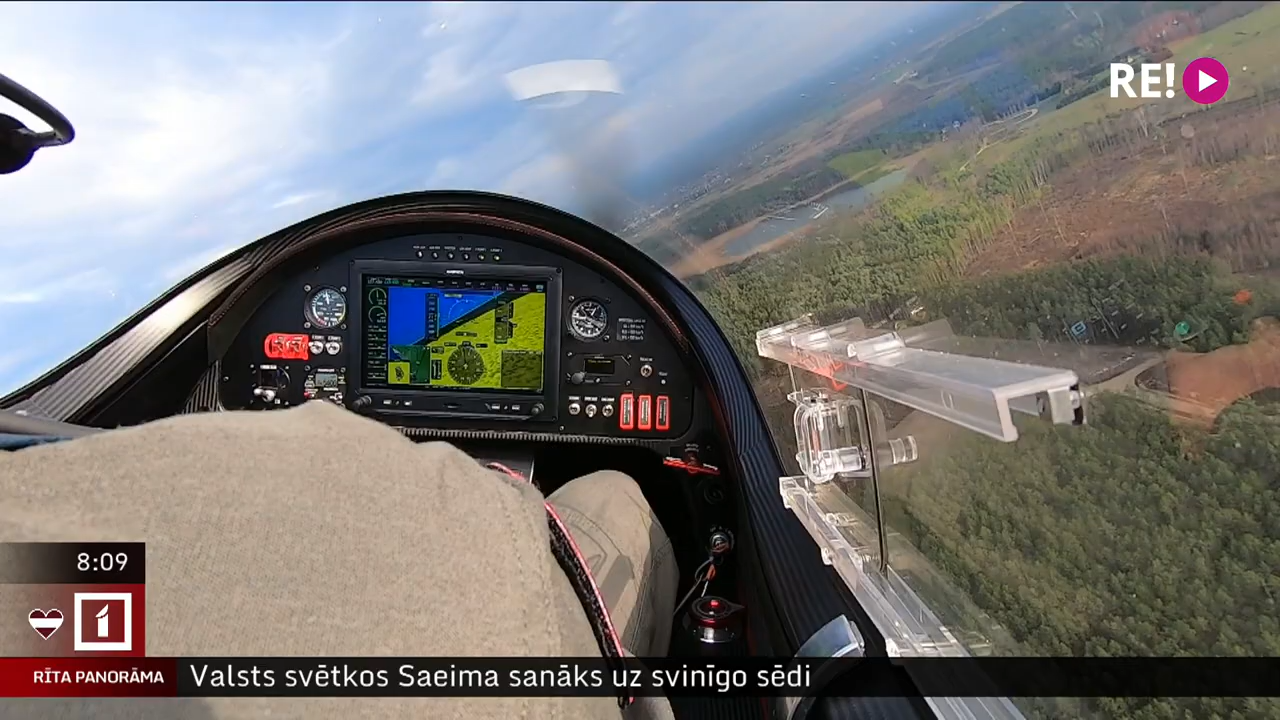 RE!
8:09
1
RĪTA PANORĀMA
Valsts svētkos Saeima sanāks uz svinīgo sēdi